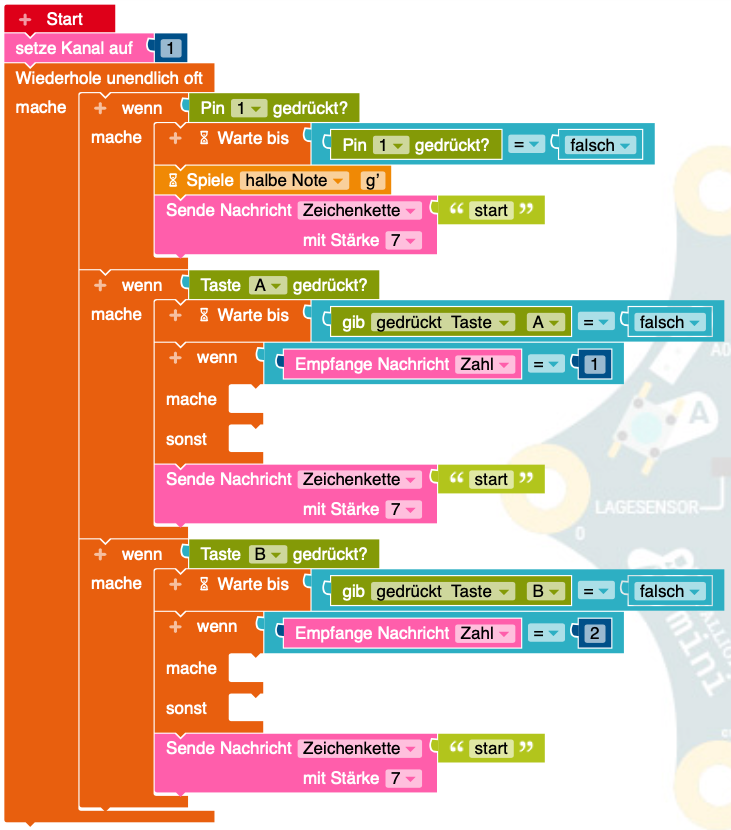 + Start
setze Kanal auf 1
Wiederhole unendlich oft
mache + wenn Pin 1 gedrückt?
mache + Warte bis Pin 1 gedrückt? = falsch
Spiele halbe Note g’
Sende Nachricht Zeichenkette “ start ”
mit Stärke 7
+ wenn Taste A gedrückt?
mache + Warte bis gib gedrückt Taste A = falsch
+ wenn Empfange Nachricht Zahl = 1
mache
sonst
Sende Nachricht Zeichenkette “ start ”
mit Stärke 7
+ wenn Taste B gedrückt?
mache + Warte bis gib gedrückt Taste B = falsch
+ wenn Empfange Nachricht Zahl = 2
mache
sonst
Sende Nachricht Zeichenkette “ start ”
mit Stärke 7
A
LAGESENSOR
0
mini